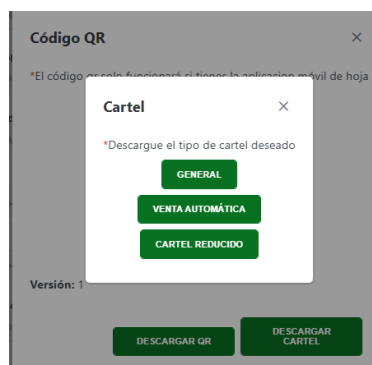 Código QR
*El código qr solo funcionará si tienes la aplicacion móvil de hoja
Cartel
*Descargue el tipo de cartel deseado
GENERAL
VENTA AUTOMÁTICA
CARTEL REDUCIDO
Versión: 1
DESCARGAR QR
DESCARGAR
CARTEL